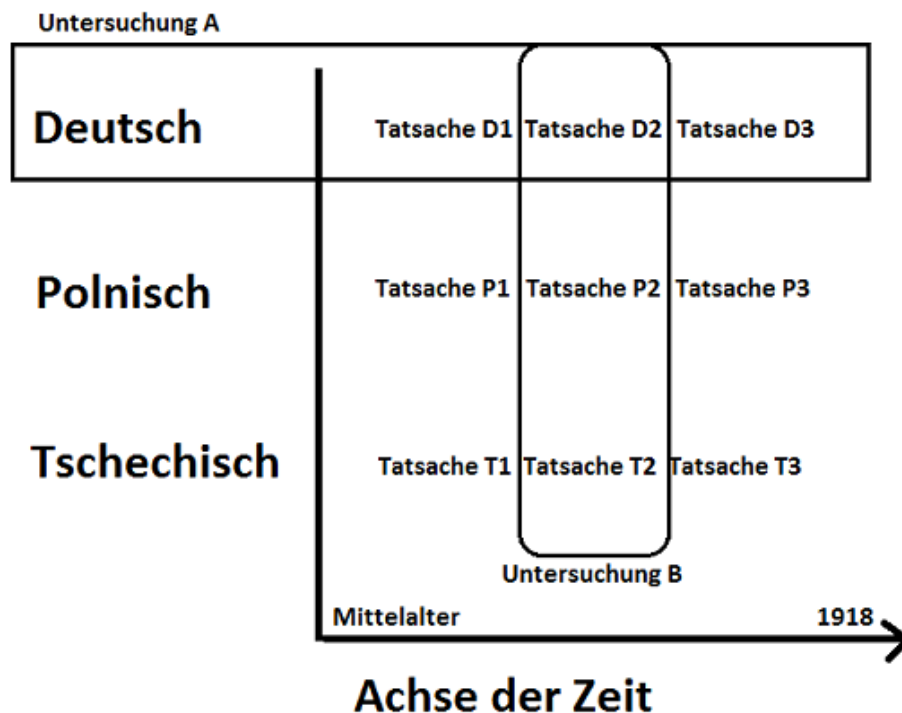 Untersuchung A
Deutsch
Tatsache D1 Tatsache D2 Tatsache D3
Polnisch
Tatsache P1 Tatsache P2 Tatsache P3
Tschechisch
Tatsache T1 Tatsache T2 Tatsache T3
Untersuchung B
Mittelalter 1918
Achse der Zeit